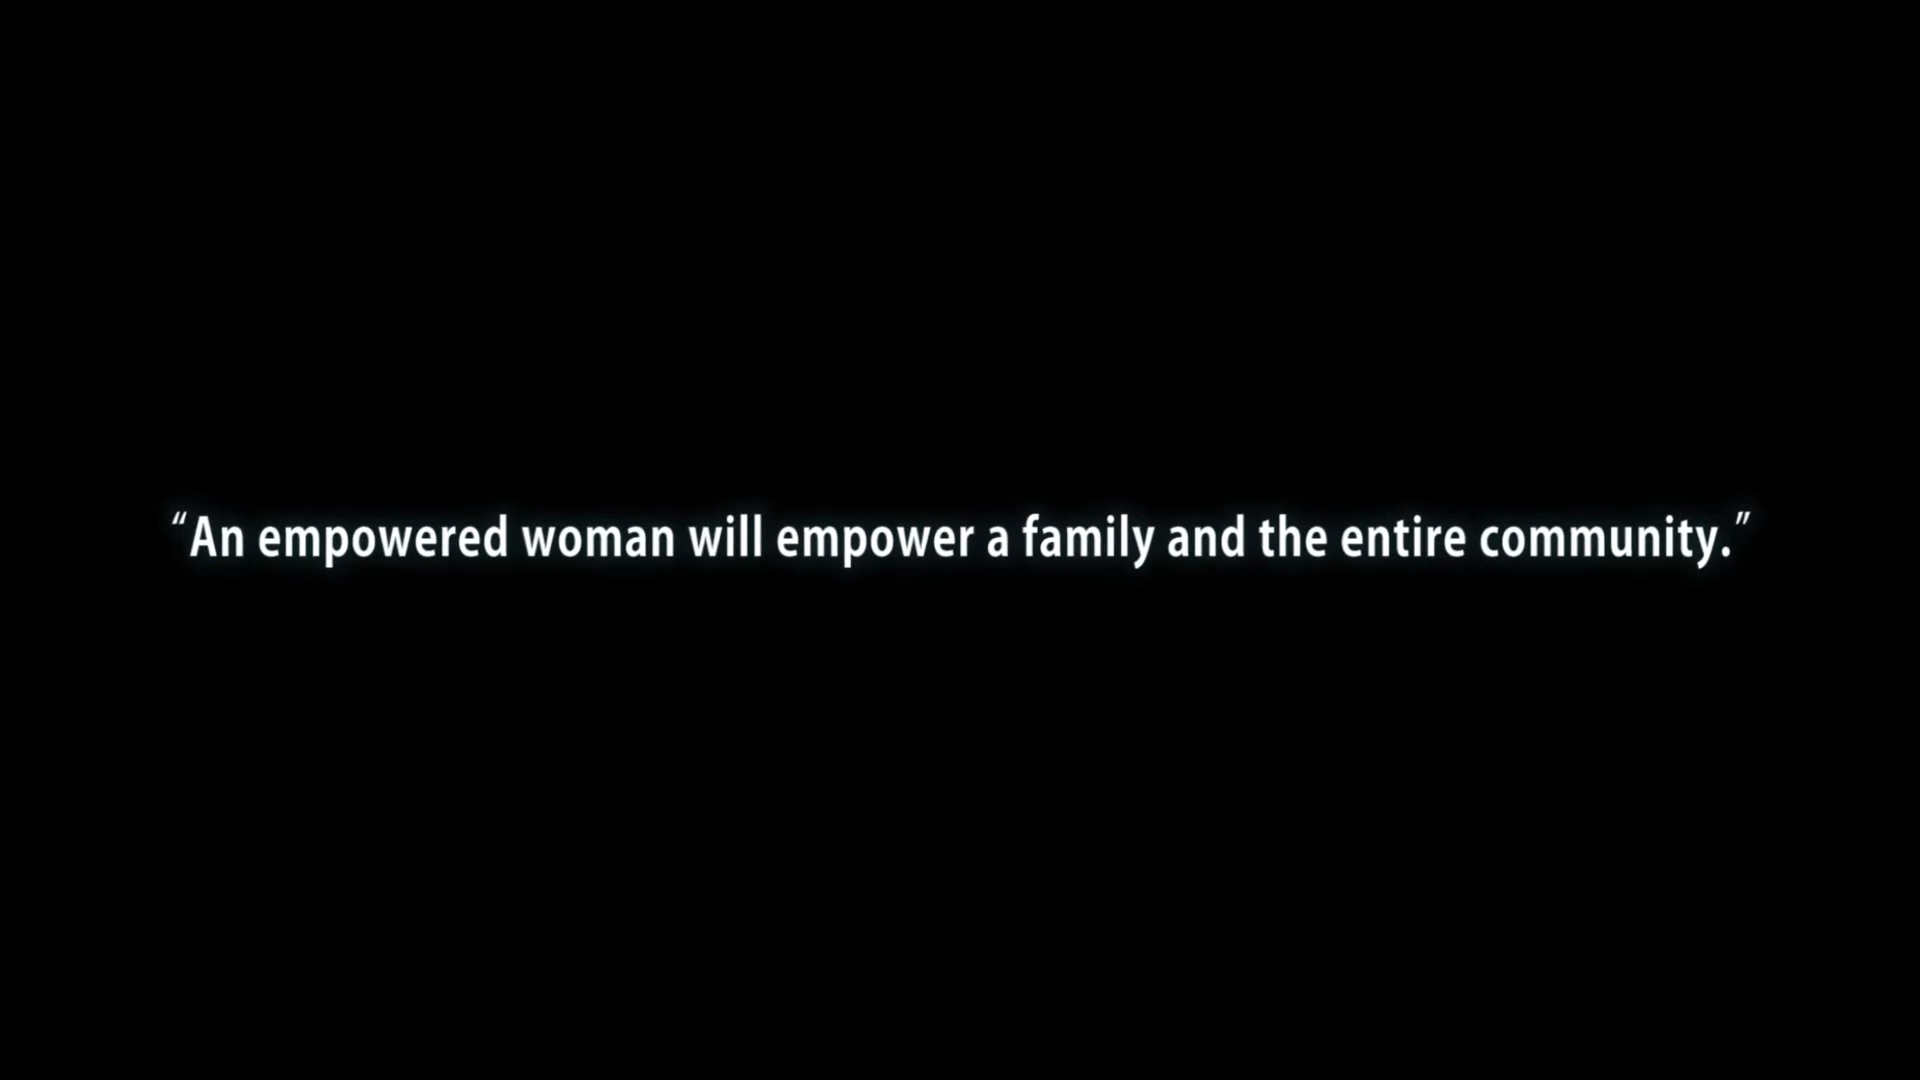 “An empowered woman will empower a family and the entire community.”